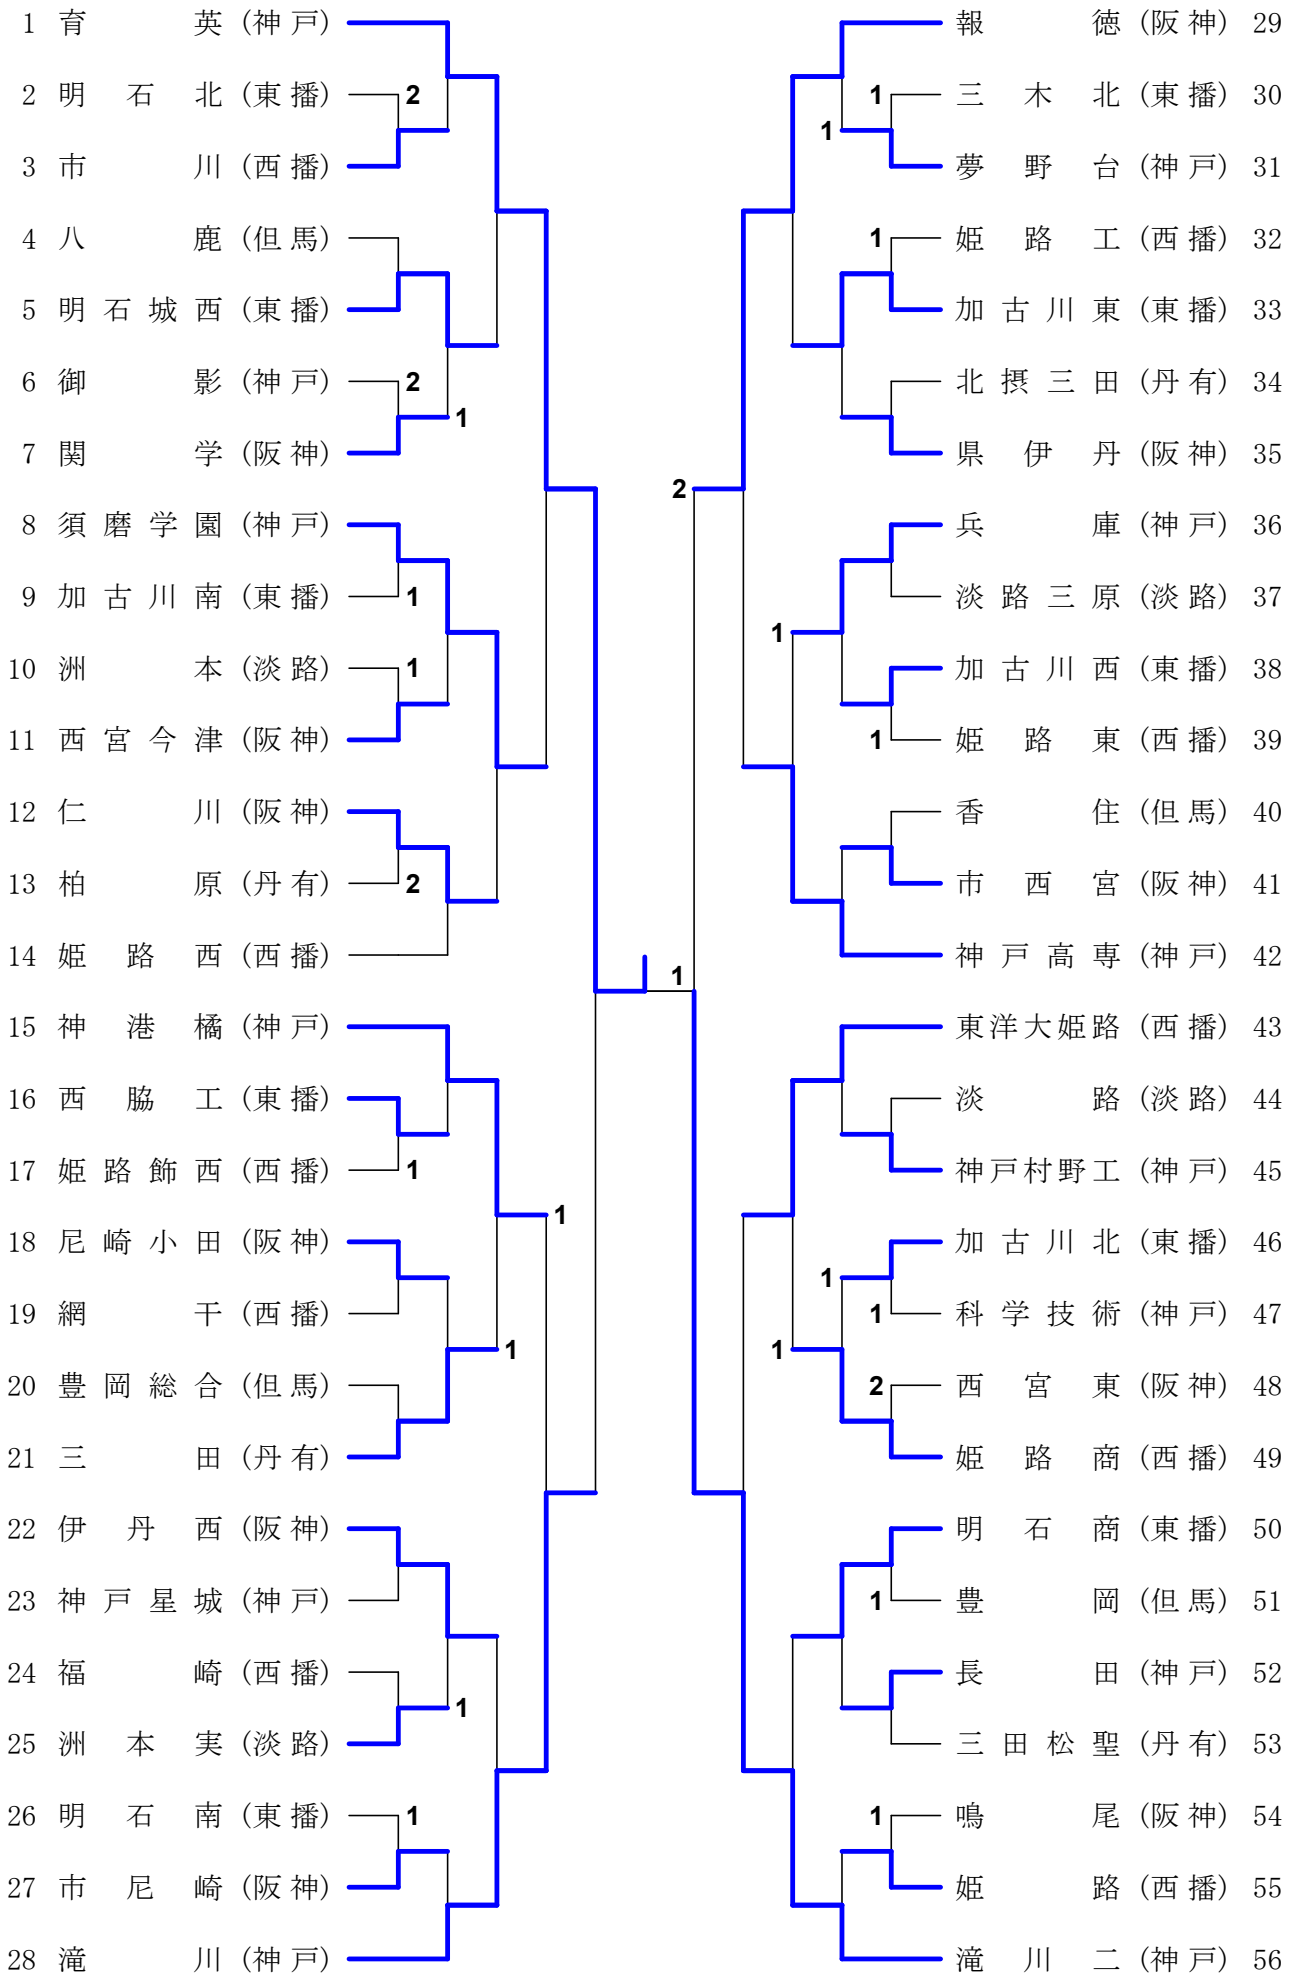 1 育英 (神戸)
報徳 (阪神) 29
2 明石北 (東播) 2
1 三木北 (東播) 30
1
3 市川 (西播)
夢野台 (神戸) 31
4 八鹿 (但馬)
1 姫路工 (西播) 32
5 明石城西 (東播)
加古川東 (東播) 33
6 御影 (神戸) 2
北摂三田 (丹有) 34
1
7 関学 (阪神)
県伊丹 (阪神) 35
2
8 須磨学園 (神戸)
兵庫 (神戸) 36
9 加古川南 (東播) 1
淡路三原 (淡路) 37
1
10 洲本 (淡路) 1
加古川西 (東播) 38
11 西宮今津 (阪神)
1 姫路東 (西播) 39
12 仁川 (阪神)
香住 (但馬) 40
13 柏原 (丹有) 2
市西宮 (阪神) 41
14 姫路西 (西播)
神戸高専 (神戸) 42
1
15 神港橘 (神戸)
東洋大姫路 (西播) 43
16 西脇工 (東播)
淡路 (淡路) 44
17 姫路飾西 (西播) 1
神戸村野工 (神戸) 45
1
18 尼崎小田 (阪神)
加古川北 (東播) 46
1
19 網干 (西播)
1 科学技術 (神戸) 47
1
1
20 豊岡総合 (但馬)
2 西宮東 (阪神) 48
21 三田 (丹有)
姫路商 (西播) 49
22 伊丹西 (阪神)
明石商 (東播) 50
23 神戸星城 (神戸)
1 豊岡 (但馬) 51
24 福崎 (西播)
長田 (神戸) 52
1
25 洲本実 (淡路)
三田松聖 (丹有) 53
26 明石南 (東播) 1
1 鳴尾 (阪神) 54
27 市尼崎 (阪神)
姫路 (西播) 55
28 滝川 (神戸)
滝川二 (神戸) 56